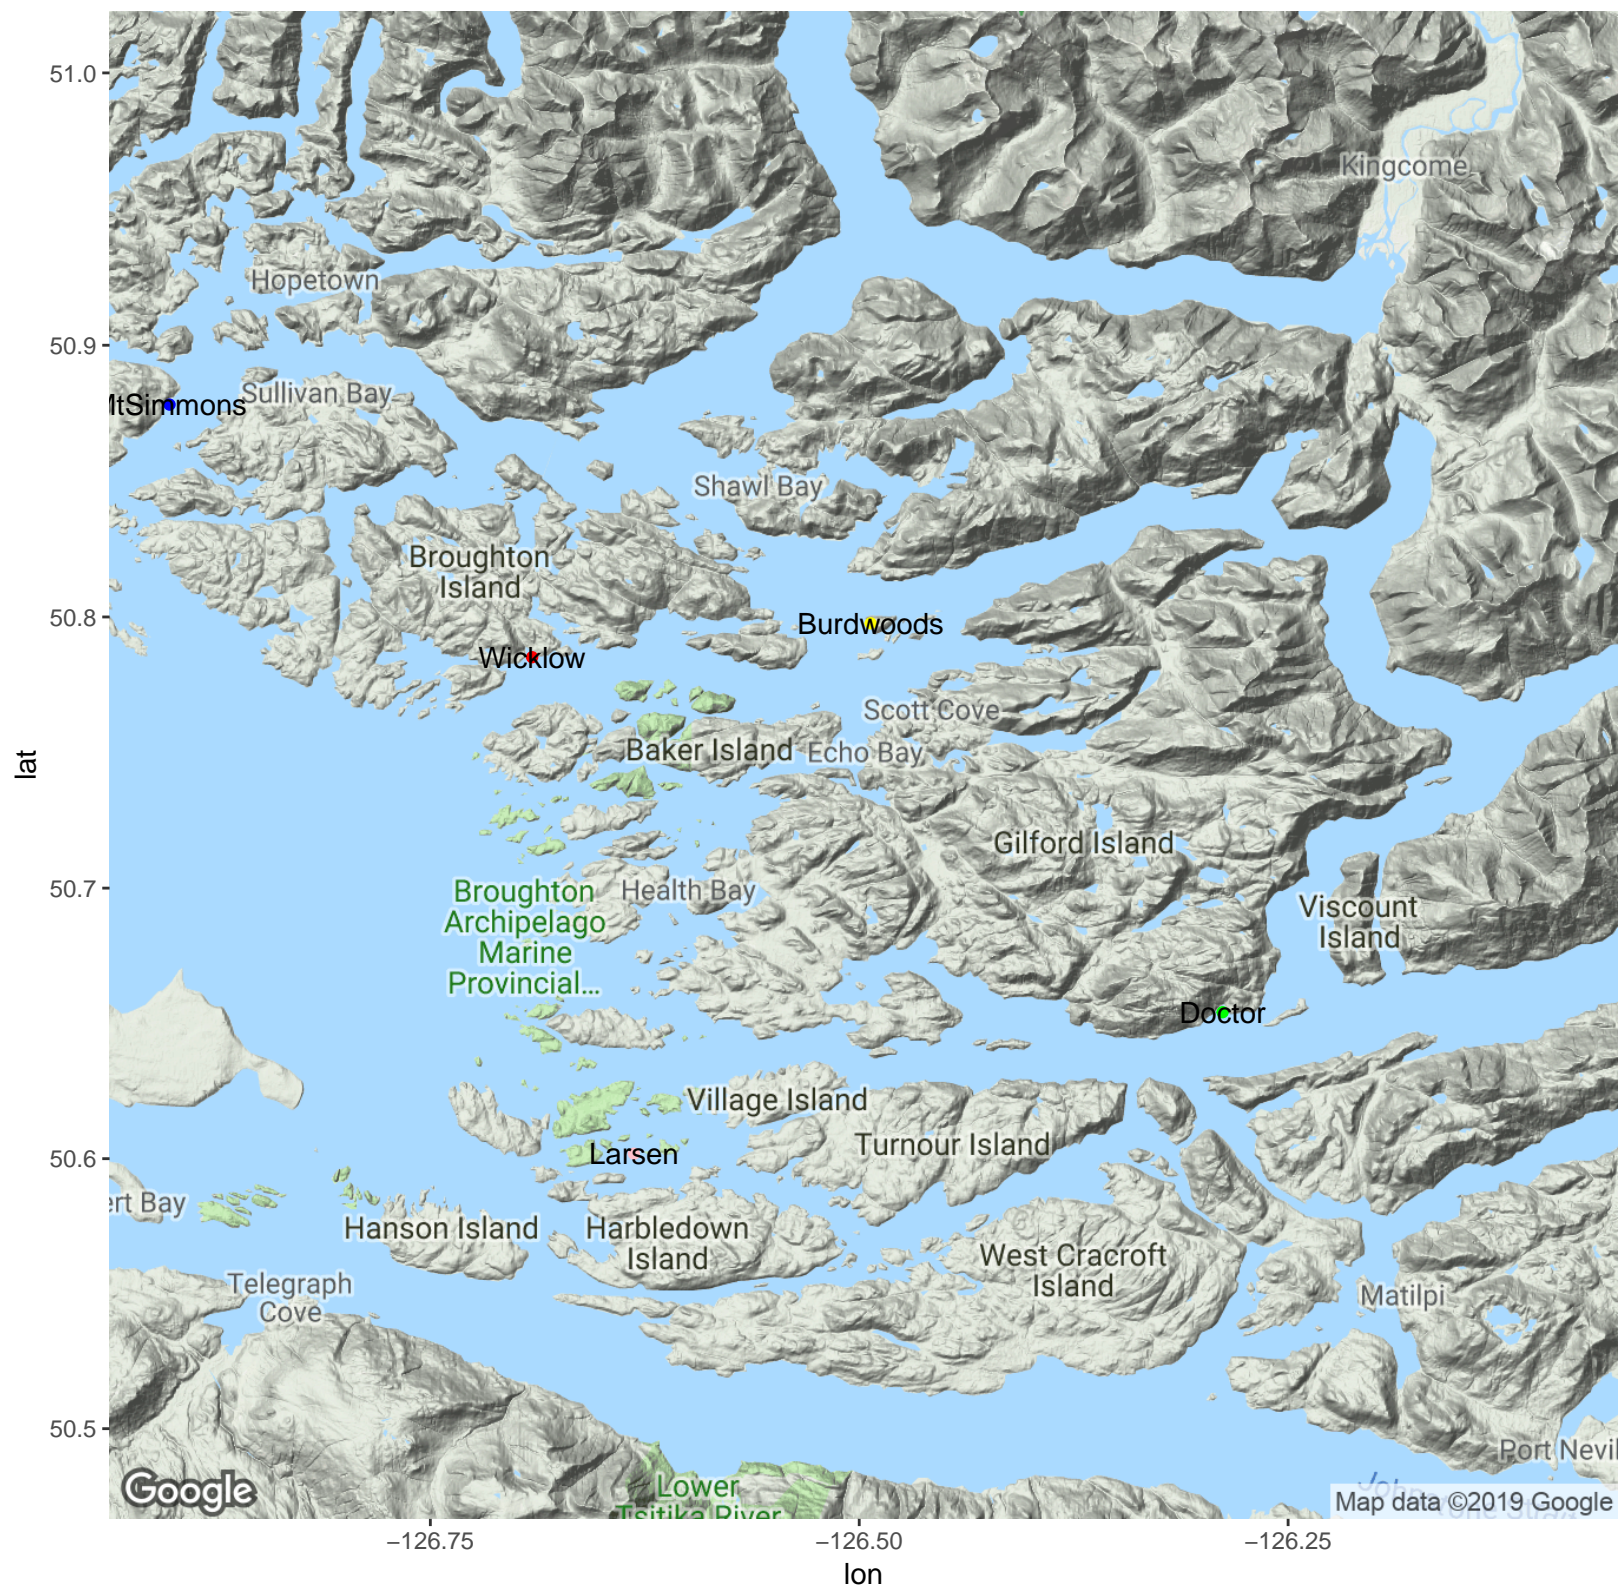 51.0
Kingcome
Hopetown
50.9
Sullivan Bay
MtSimmons
Shawl Bay
Broughton
Island
50.8
Burdwoods
Wicklow
Scott Cove
Baker Island
Echo Bay
lat
Gilford Island
50.7
Broughton
Archipelago
Marine
Provincial...
Health Bay
Viscount
Island
Doctor
Village Island
Turnour Island
50.6
Larsen
ert Bay
Hanson Island
Harbledown
Island
West Cracroft
Island
Telegraph
Cove
Matilpi
50.5
Port Nevil
Lower
Tsitika River
Google
Map data ©2019 Google
−126.75
−126.50
−126.25
lon